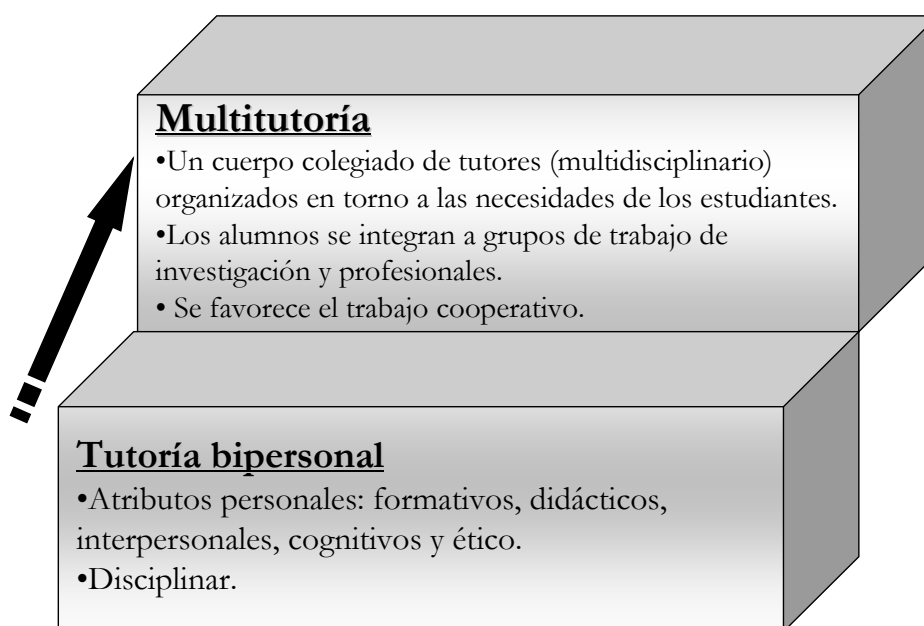 Multitutoría
•Un cuerpo colegiado de tutores (multidisciplinario)
organizados en torno a las necesidades de los estudiantes.
•Los alumnos se integran a grupos de trabajo de
investigación y profesionales.
• Se favorece el trabajo cooperativo.
Tutoría bipersonal
•Atributos personales: formativos, didácticos,
interpersonales, cognitivos y ético.
•Disciplinar.